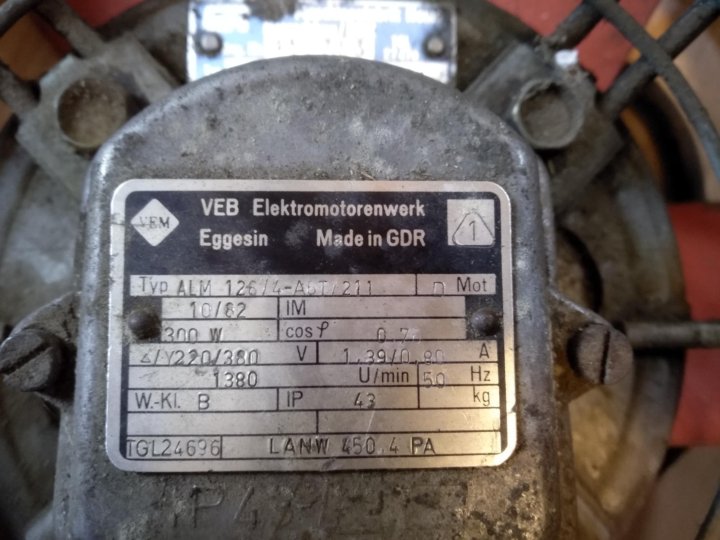 VEM
VEB Elektromotorenwerk
Eggesin Made in GDR
1
Typ ALM D Mot
10/82 IM
300 W cos φ
220/380 V A
1380 U/min 50 Hz
W.-Kl. B IP 43 kg
TGL24696 LANW 450.4 PA